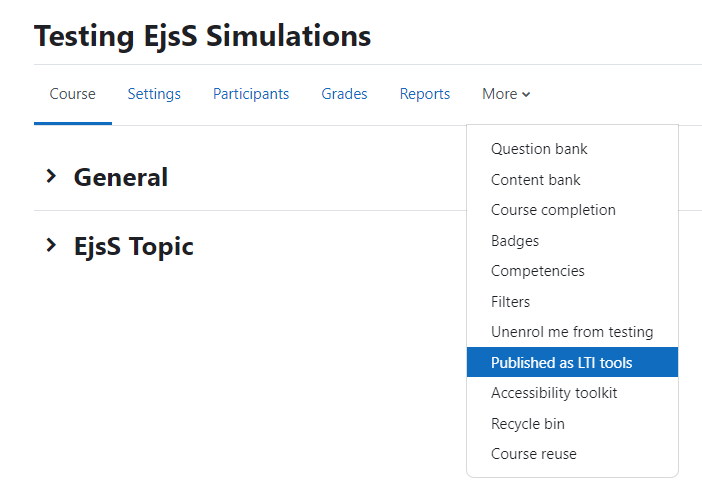 Testing EjsS Simulations
Course Settings Participants Grades Reports More
Question bank
Content bank
Course completion
Badges
Competencies
Filters
Unenrol me from testing
Published as LTI tools
Accessibility toolkit
Recycle bin
Course reuse
General
EjsS Topic